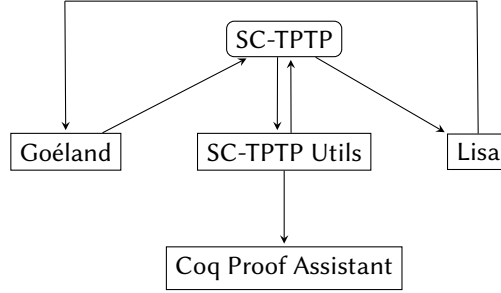 SC-TPTP
Goéland
SC-TPTP Utils
Lisa
Coq Proof Assistant